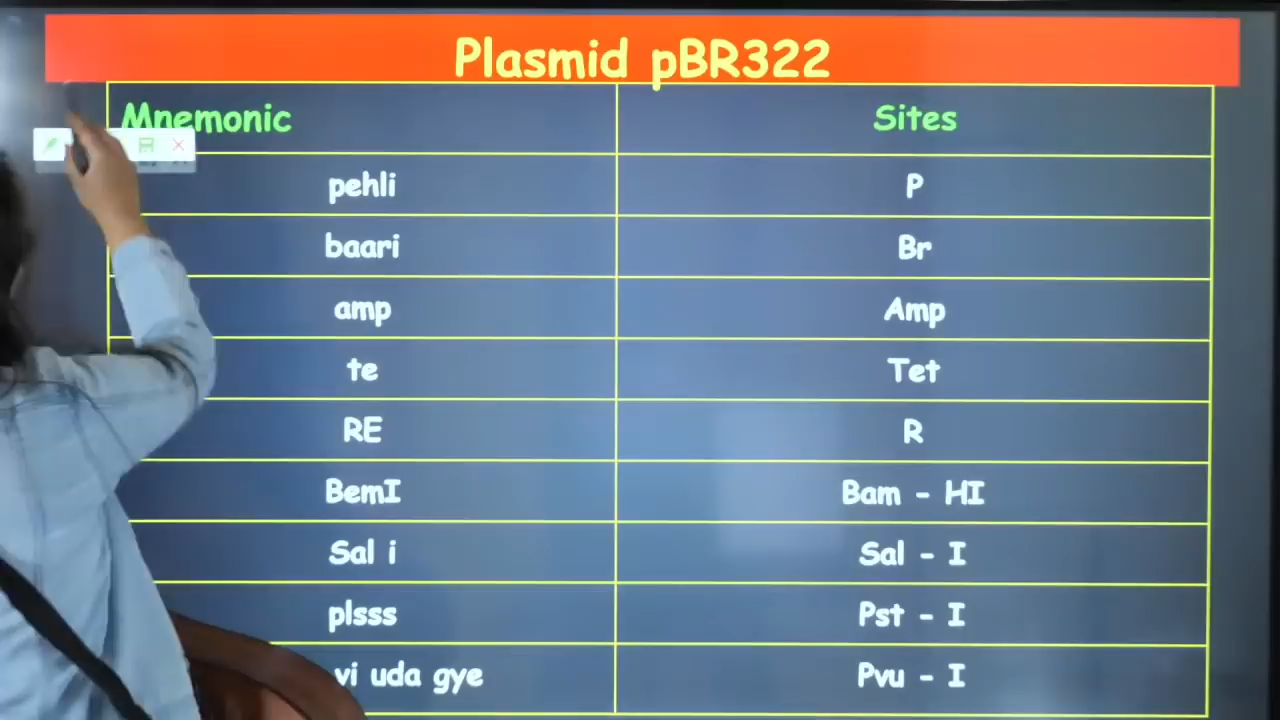 Plasmid pBR322
Mnemonic Sites
pehli P
baari Br
amp Amp
te Tet
RE R
BemI Bam - HI
Sal i Sal - I
plsss Pst - I
vi uda gye Pvu - I